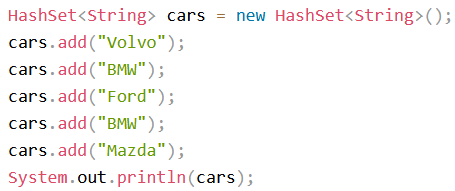 HashSet<String> cars = new HashSet<String>();
cars.add("Volvo");
cars.add("BMW");
cars.add("Ford");
cars.add("BMW");
cars.add("Mazda");
System.out.println(cars);